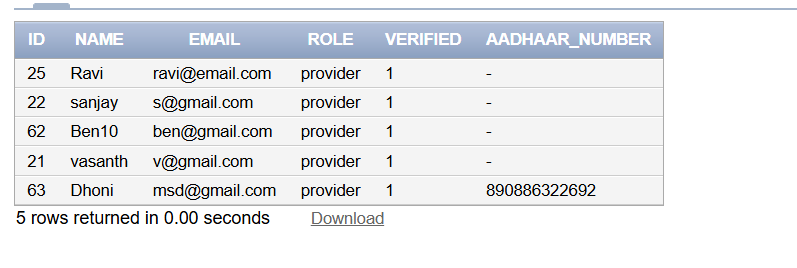 ID NAME EMAIL ROLE VERIFIED AADHAAR_NUMBER
25 Ravi ravi@email.com provider 1 -
22 sanjay s@gmail.com provider 1 -
62 Ben10 ben@gmail.com provider 1 -
21 vasanth v@gmail.com provider 1 -
63 Dhoni msd@gmail.com provider 1 890886322692
5 rows returned in 0.00 seconds Download